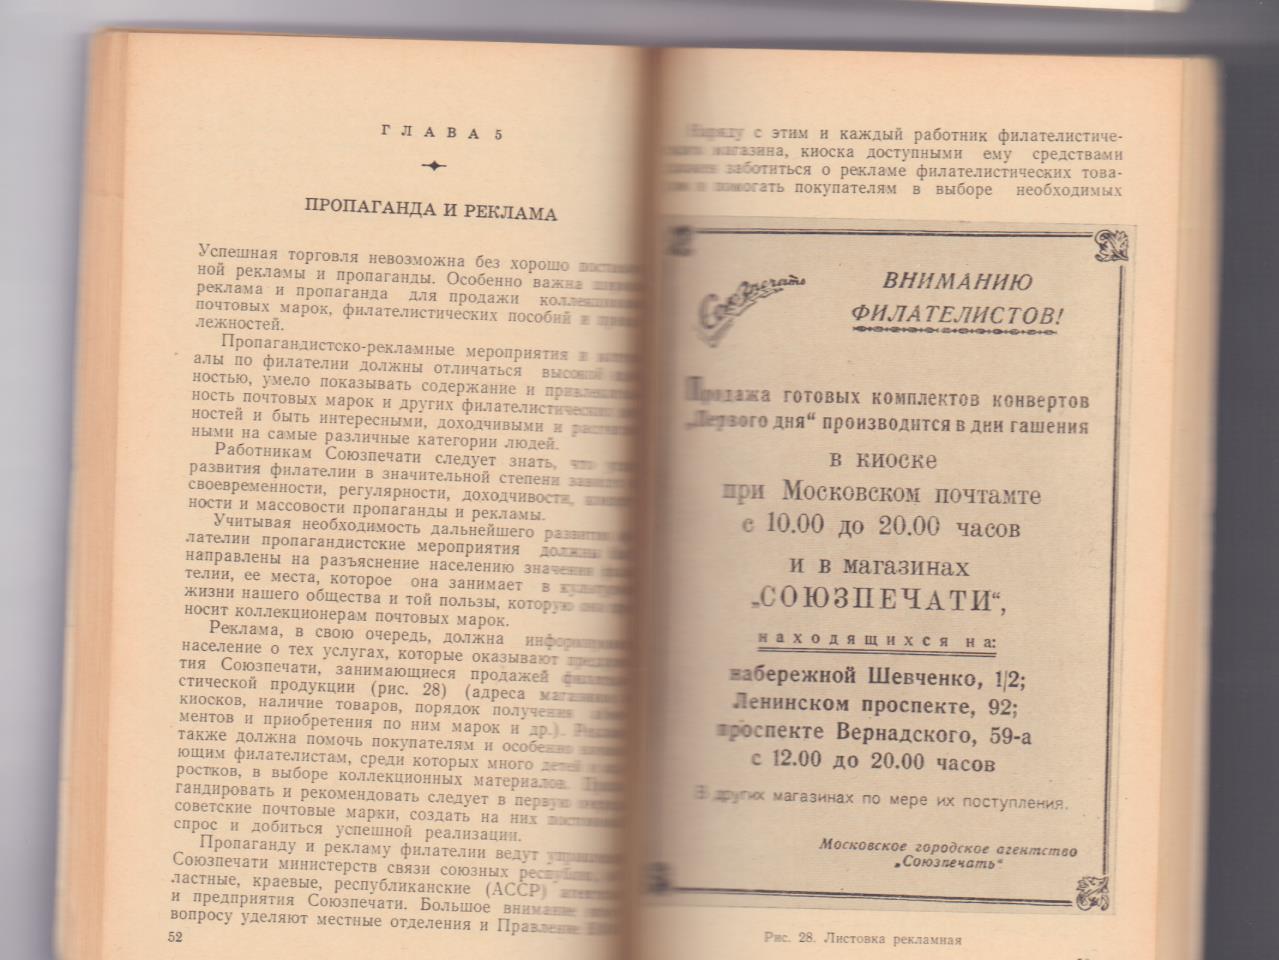 ГЛАВА 5
ПРОПАГАНДА И РЕКЛАМА
Успешная торговля невозможна без хорошо
ной рекламы и пропаганды. Особенно важна
реклама и пропаганда для продажи
почтовых марок, филателистических пособий и
лежностей.
Пропагандистско-рекламные мероприятия и
алы по филателии должны отличаться высокой
ностью, умело показывать содержание и
ность почтовых марок и других филателистических
ностей и быть интересными, доходчивыми и
ными на самые различные категории людей.
Работникам Союзпечати следует знать, что
развития филателии в значительной степени
своевременности, регулярности, доходчивости,
ности и массовости пропаганды и рекламы.
Учитывая необходимость дальнейшего развития
лателии пропагандистские мероприятия должны
направлены на разъяснение населению значения
телии, ее места, которое она занимает в
жизни нашего общества и той пользы, которую она
носит коллекционерам почтовых марок.
Реклама, в свою очередь, должна
население о тех услугах, которые оказывают
тия Союзпечати, занимающиеся продажей
стической продукции (рис. 28) (адреса
киосков, наличие товаров, порядок получения
ментов и приобретения по ним марок и др.).
также должна помочь покупателям и особенно
ющим филателистам, среди которых много детей и
ростков, в выборе коллекционных материалов.
гандировать и рекомендовать следует в первую
советские почтовые марки, создать на них
спрос и добиться успешной реализации.
Пропаганду и рекламу филателии ведут
Союзпечати министерств связи союзных республик,
ластные, краевые, республиканские (АССР)
и предприятия Союзпечати. Большое внимание
вопросу уделяют местные отделения и Правление
52
Наряду с этим и каждый работник филателистиче-
магазина, киоска доступными ему средствами
заботиться о рекламе филателистических това-
помогать покупателям в выборе необходимых
Союзпечать
ВНИМАНИЮ
ФИЛАТЕЛИСТОВ!
Продажа готовых комплектов конвертов
„Первого дня“ производится в дни гашения
в киоске
при Московском почтамте
с 10.00 до 20.00 часов
и в магазинах
„СОЮЗПЕЧАТИ“,
находящихся на:
набережной Шевченко, 1/2;
Ленинском проспекте, 92;
проспекте Вернадского, 59-а
с 12.00 до 20.00 часов
В других магазинах по мере их поступления.
Московское городское агентство
„Союзпечать“
Рис. 28. Листовка рекламная